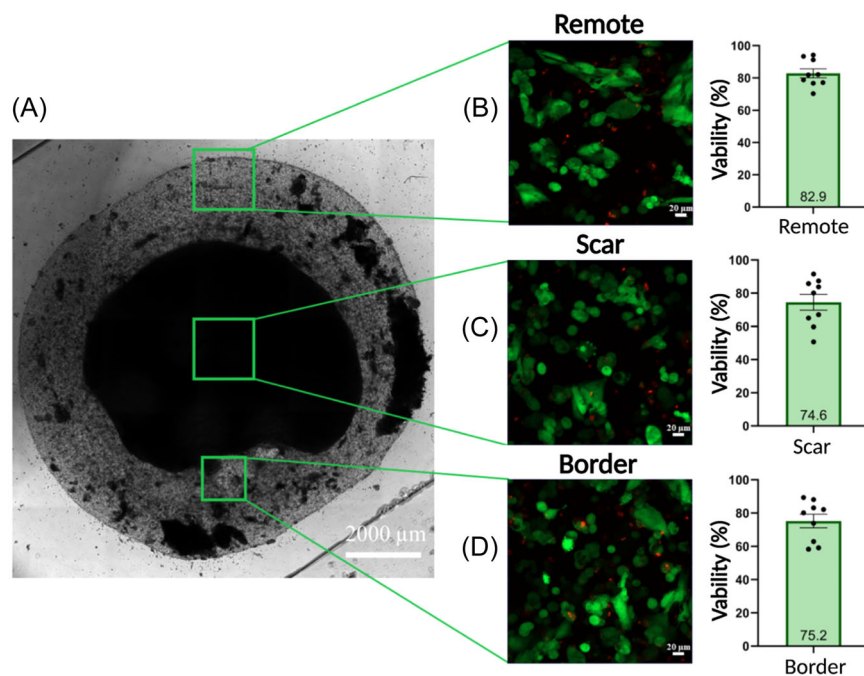 (A)
2000 μm
Remote
(B)
20 μm
Vability (%)
100
80
60
40
20
0
82.9
Remote
Scar
(C)
20 μm
Vability (%)
100
80
60
40
20
0
74.6
Scar
Border
(D)
20 μm
Vability (%)
100
80
60
40
20
0
75.2
Border